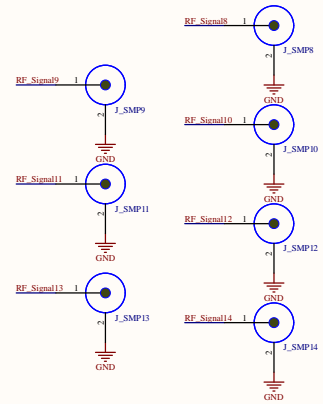 RF_Signal8 1
J_SMP8
2
GND
RF_Signal9 1
J_SMP9
2
GND
RF_Signal10 1
J_SMP10
2
GND
RF_Signal11 1
J_SMP11
2
GND
RF_Signal12 1
J_SMP12
2
GND
RF_Signal13 1
J_SMP13
2
GND
RF_Signal14 1
J_SMP14
2
GND